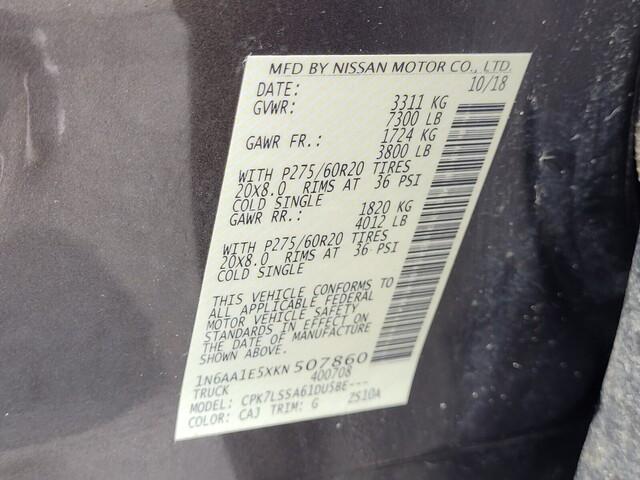 MFD BY NISSAN MOTOR CO., LTD.
DATE: 10/18
GVWR: 3311 KG
7300 LB
GAWR FR.: 1724 KG
3800 LB
WITH P275/60R20 TIRES
20X8.0 RIMS AT 36 PSI
COLD SINGLE
GAWR RR.: 1820 KG
4012 LB
WITH P275/60R20 TIRES
20X8.0 RIMS AT 36 PSI
COLD SINGLE
THIS VEHICLE CONFORMS TO
ALL APPLICABLE FEDERAL
MOTOR VEHICLE SAFETY
STANDARDS IN EFFECT ON
THE DATE OF MANUFACTURE
SHOWN ABOVE.
1N6AA1E5XKN507860
TRUCK 400708
MODEL: CPK7LS5A61DU5BE---
COLOR: CAJ TRIM: G ZS10A